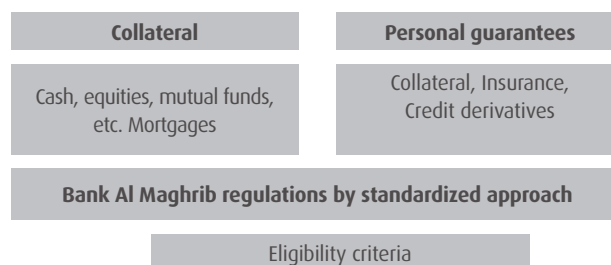 Collateral
Personal guarantees
Cash, equities, mutual funds,
etc. Mortgages
Collateral, Insurance,
Credit derivatives
Bank Al Maghrib regulations by standardized approach
Eligibility criteria